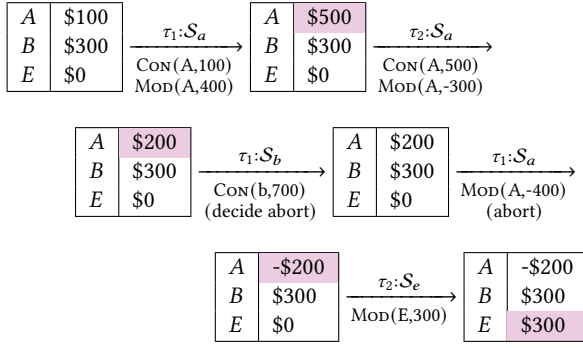 A $100
B $300
E $0
τ₁:𝒮ₐ
Con(A,100)
Mod(A,400)
A $500
B $300
E $0
τ₂:𝒮ₐ
Con(A,500)
Mod(A,-300)
A $200
B $300
E $0
τ₁:𝒮_b
Con(b,700)
(decide abort)
A $200
B $300
E $0
τ₁:𝒮ₐ
Mod(A,-400)
(abort)
A -$200
B $300
E $0
τ₂:𝒮ₑ
Mod(E,300)
A -$200
B $300
E $300